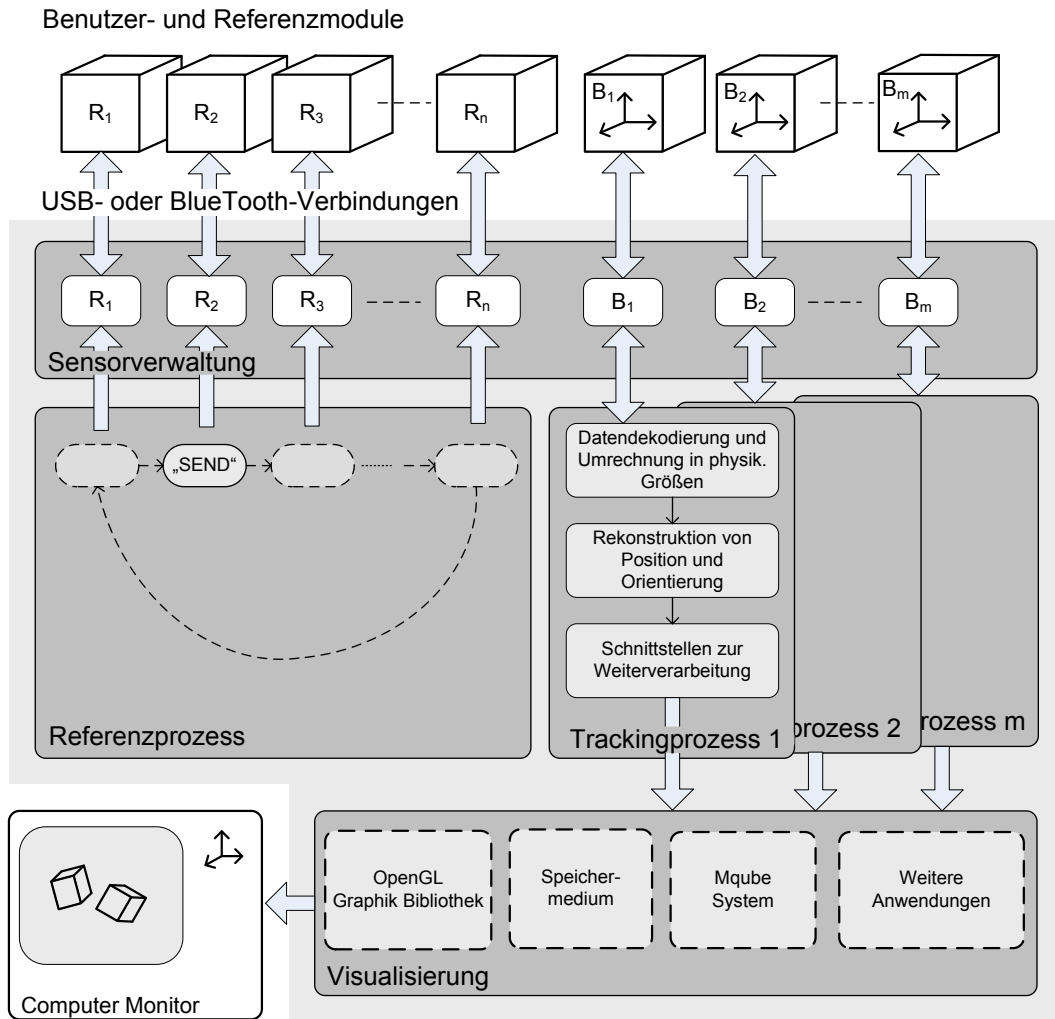 Benutzer- und Referenzmodule
R1
R2
R3
Rn
B1
B2
Bm
USB- oder BlueTooth-Verbindungen
R1
R2
R3
Rn
B1
B2
Bm
Sensorverwaltung
„SEND“
Referenzprozess
Datendekodierung und
Umrechnung in physik.
Größen
Rekonstruktion von
Position und
Orientierung
Schnittstellen zur
Weiterverarbeitung
Trackingprozess 1
prozess 2
rozess m
OpenGL
Graphik Bibliothek
Speicher-
medium
Mqube
System
Weitere
Anwendungen
Visualisierung
Computer Monitor